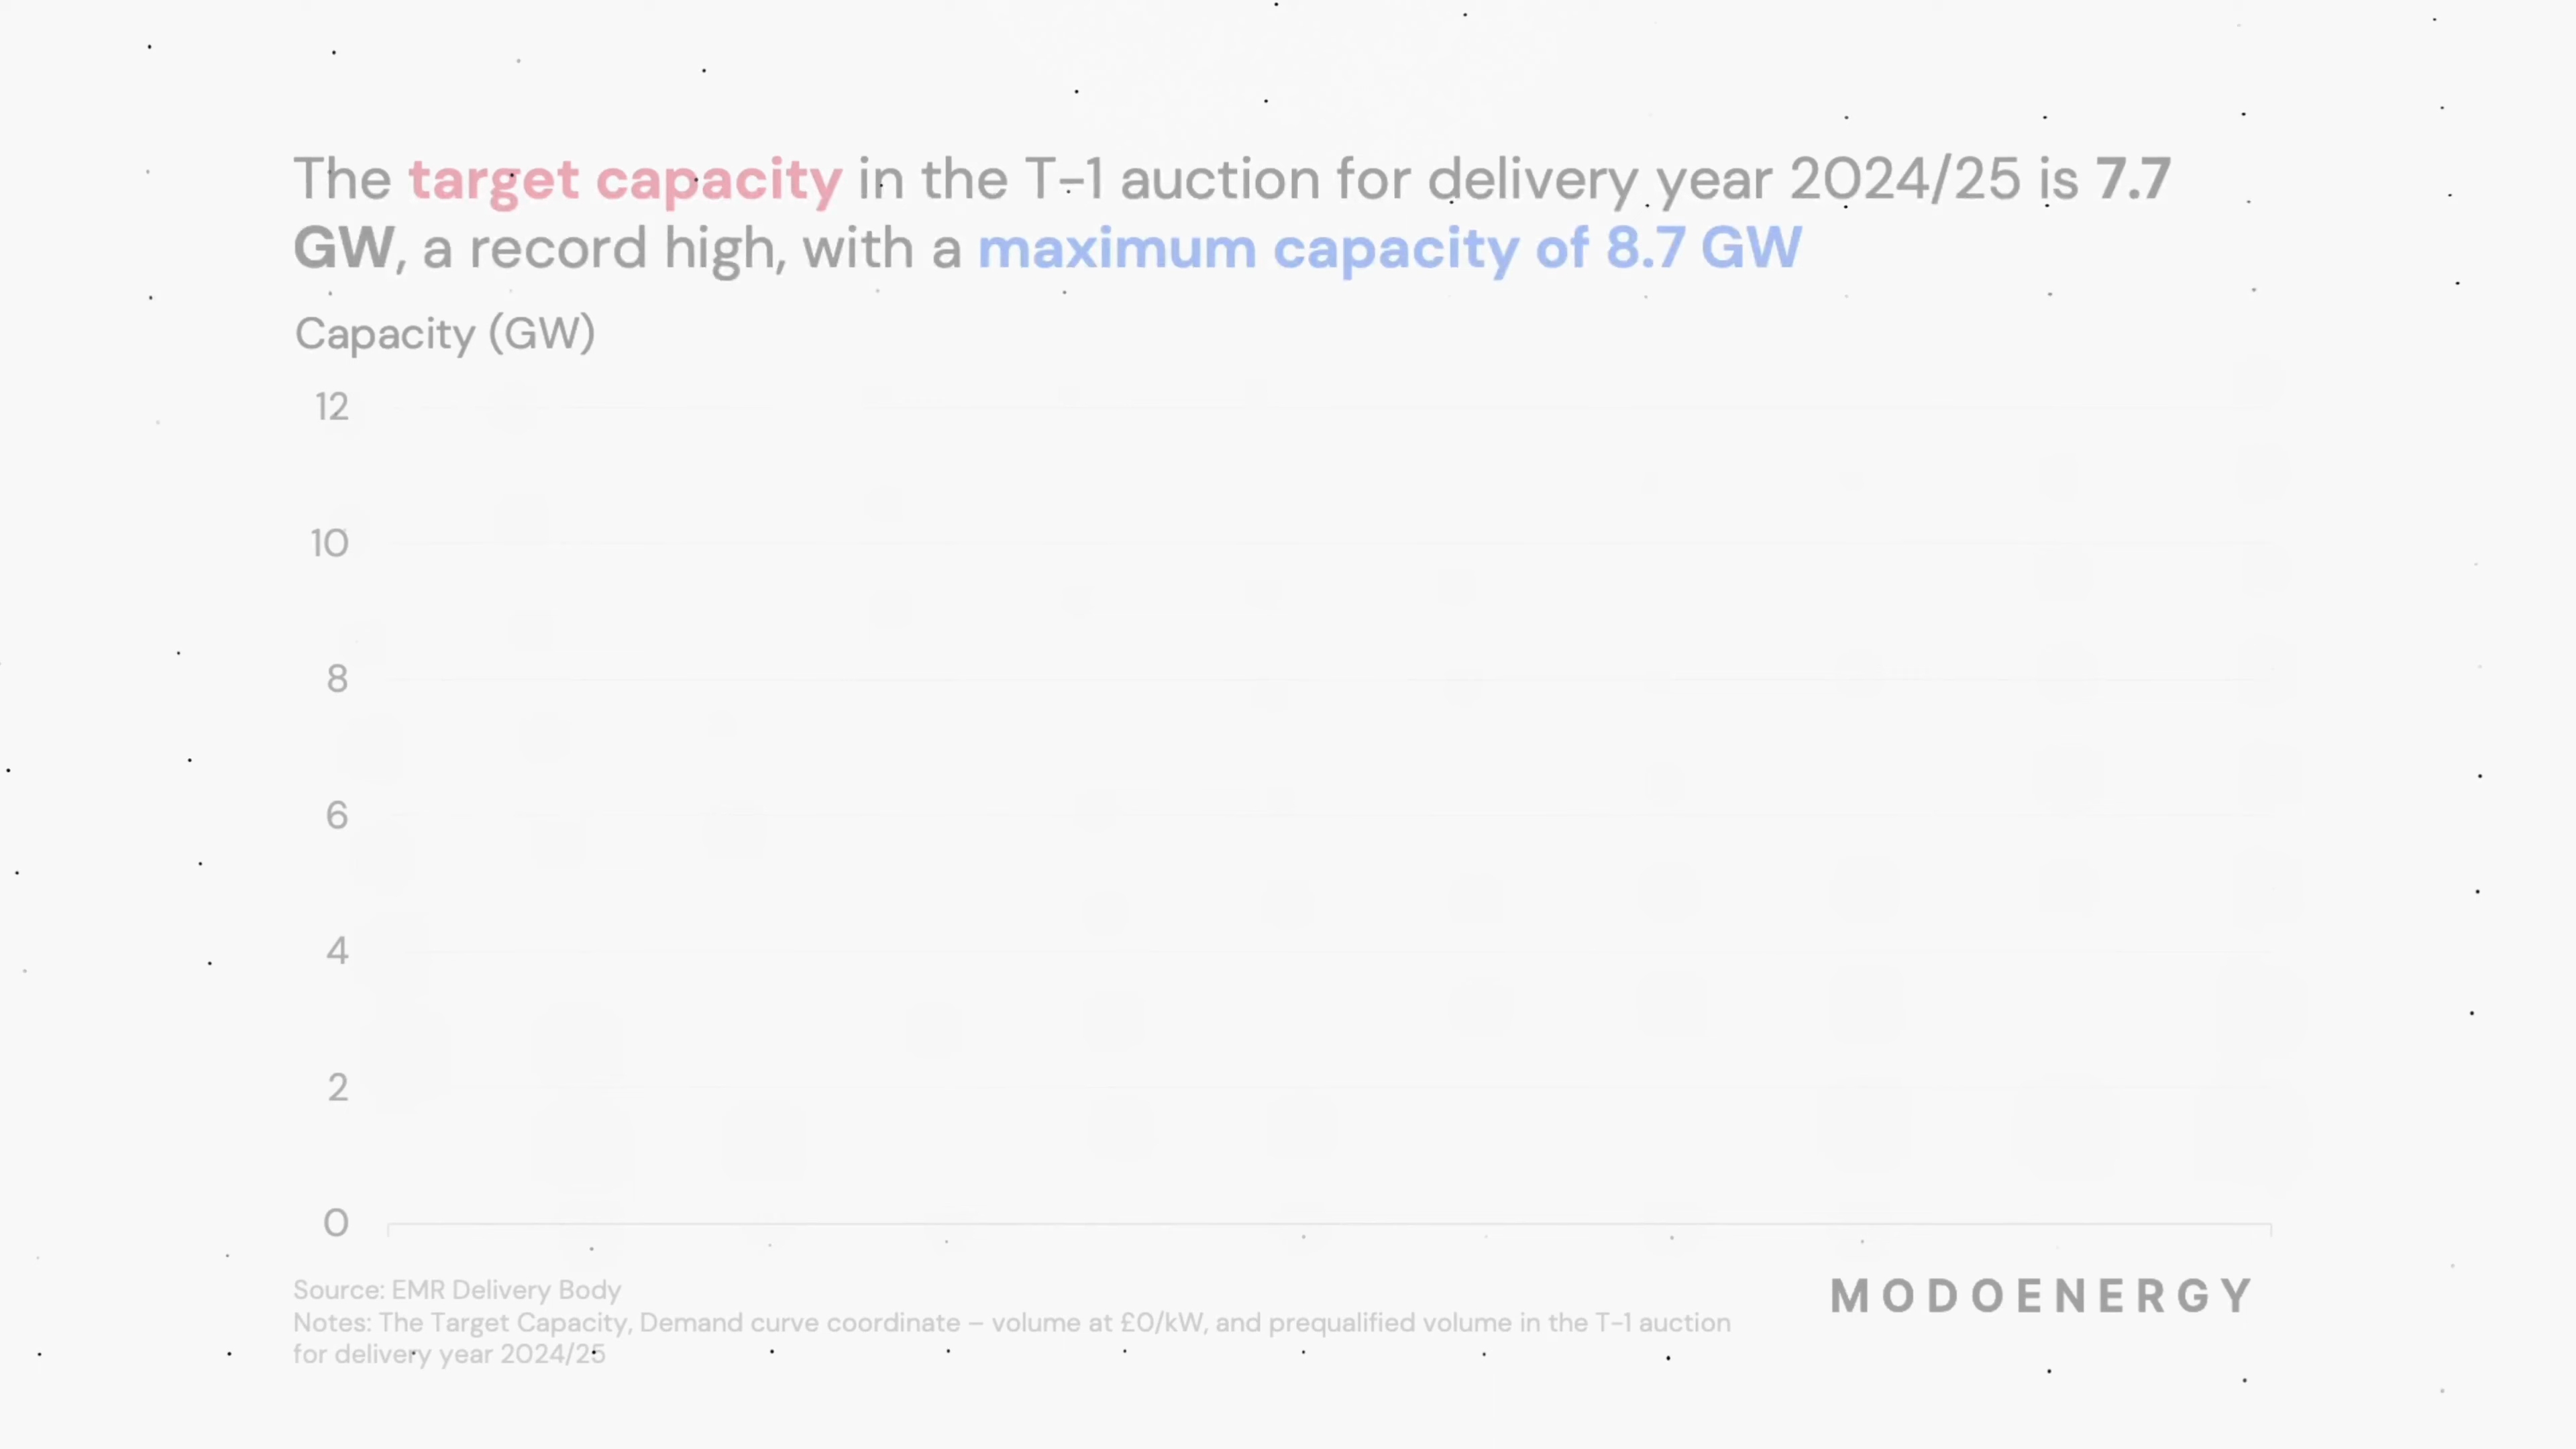 The target capacity in the T-1 auction for delivery year 2024/25 is 7.7
GW, a record high, with a maximum capacity of 8.7 GW
Capacity (GW)
12
10
8
6
4
2
0
Source: EMR Delivery Body
Notes: The Target Capacity, Demand curve coordinate – volume at £0/kW, and prequalified volume in the T-1 auction
for delivery year 2024/25
MODOENERGY